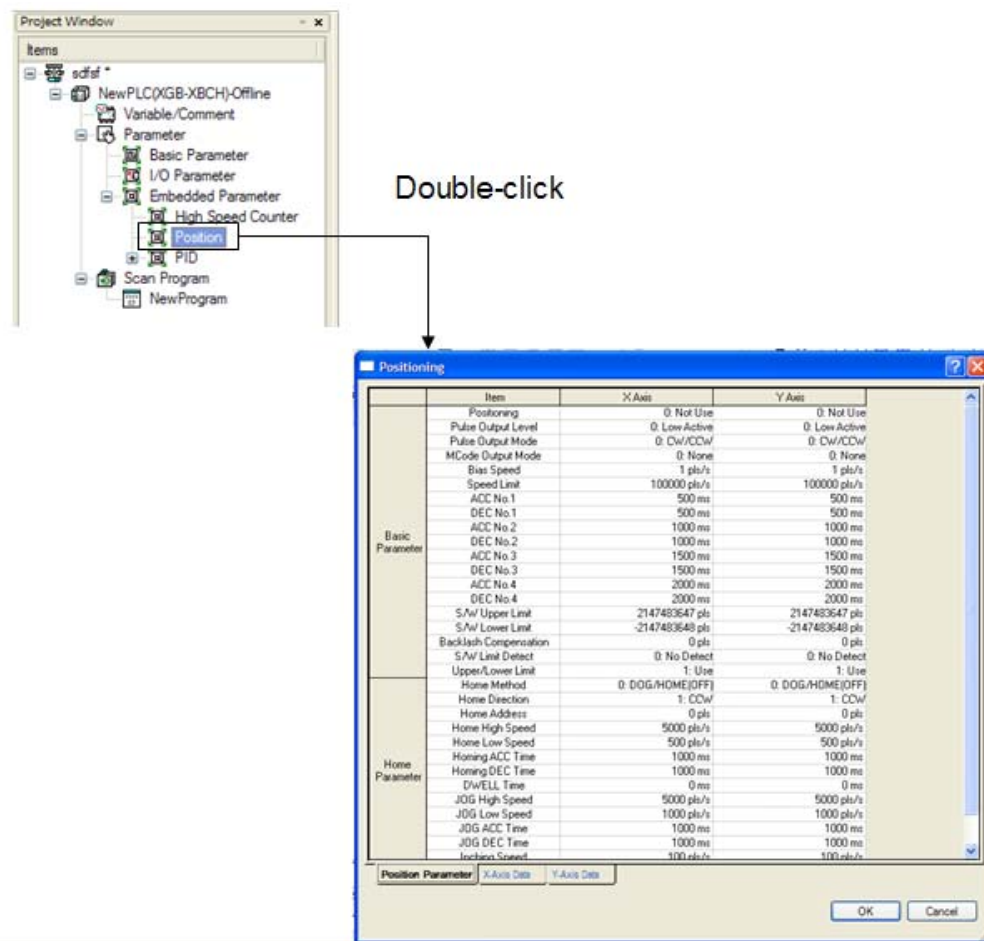 Project Window
Items
sdfsf *
NewPLC(XGB-XBCH)-Offline
Variable/Comment
Parameter
Basic Parameter
I/O Parameter
Embedded Parameter
High Speed Counter
Position
PID
Scan Program
NewProgram
Double-click
Positioning
Item X Axis Y Axis
Basic Parameter
Positioning 0: Not Use 0: Not Use
Pulse Output Level 0: Low Active 0: Low Active
Pulse Output Mode 0: CW/CCW 0: CW/CCW
MCode Output Mode 0: None 0: None
Bias Speed 1 pls/s 1 pls/s
Speed Limit 100000 pls/s 100000 pls/s
ACC No.1 500 ms 500 ms
DEC No.1 500 ms 500 ms
ACC No.2 1000 ms 1000 ms
DEC No.2 1000 ms 1000 ms
ACC No.3 1500 ms 1500 ms
DEC No.3 1500 ms 1500 ms
ACC No.4 2000 ms 2000 ms
DEC No.4 2000 ms 2000 ms
S/W Upper Limit 2147483647 pls 2147483647 pls
S/W Lower Limit -2147483648 pls -2147483648 pls
Backlash Compensation 0 pls 0 pls
S/W Limit Detect 0: No Detect 0: No Detect
Upper/Lower Limit 1: Use 1: Use
Home Parameter
Home Method 0: DOG/HOME(OFF) 0: DOG/HOME(OFF)
Home Direction 1: CCW 1: CCW
Home Address 0 pls 0 pls
Home High Speed 5000 pls/s 5000 pls/s
Home Low Speed 500 pls/s 500 pls/s
Homing ACC Time 1000 ms 1000 ms
Homing DEC Time 1000 ms 1000 ms
DWELL Time 0 ms 0 ms
JOG High Speed 5000 pls/s 5000 pls/s
JOG Low Speed 1000 pls/s 1000 pls/s
JOG ACC Time 1000 ms 1000 ms
JOG DEC Time 1000 ms 1000 ms
Inching Speed 100 pls/s 100 pls/s
Position Parameter X-Axis Data Y-Axis Data
OK Cancel